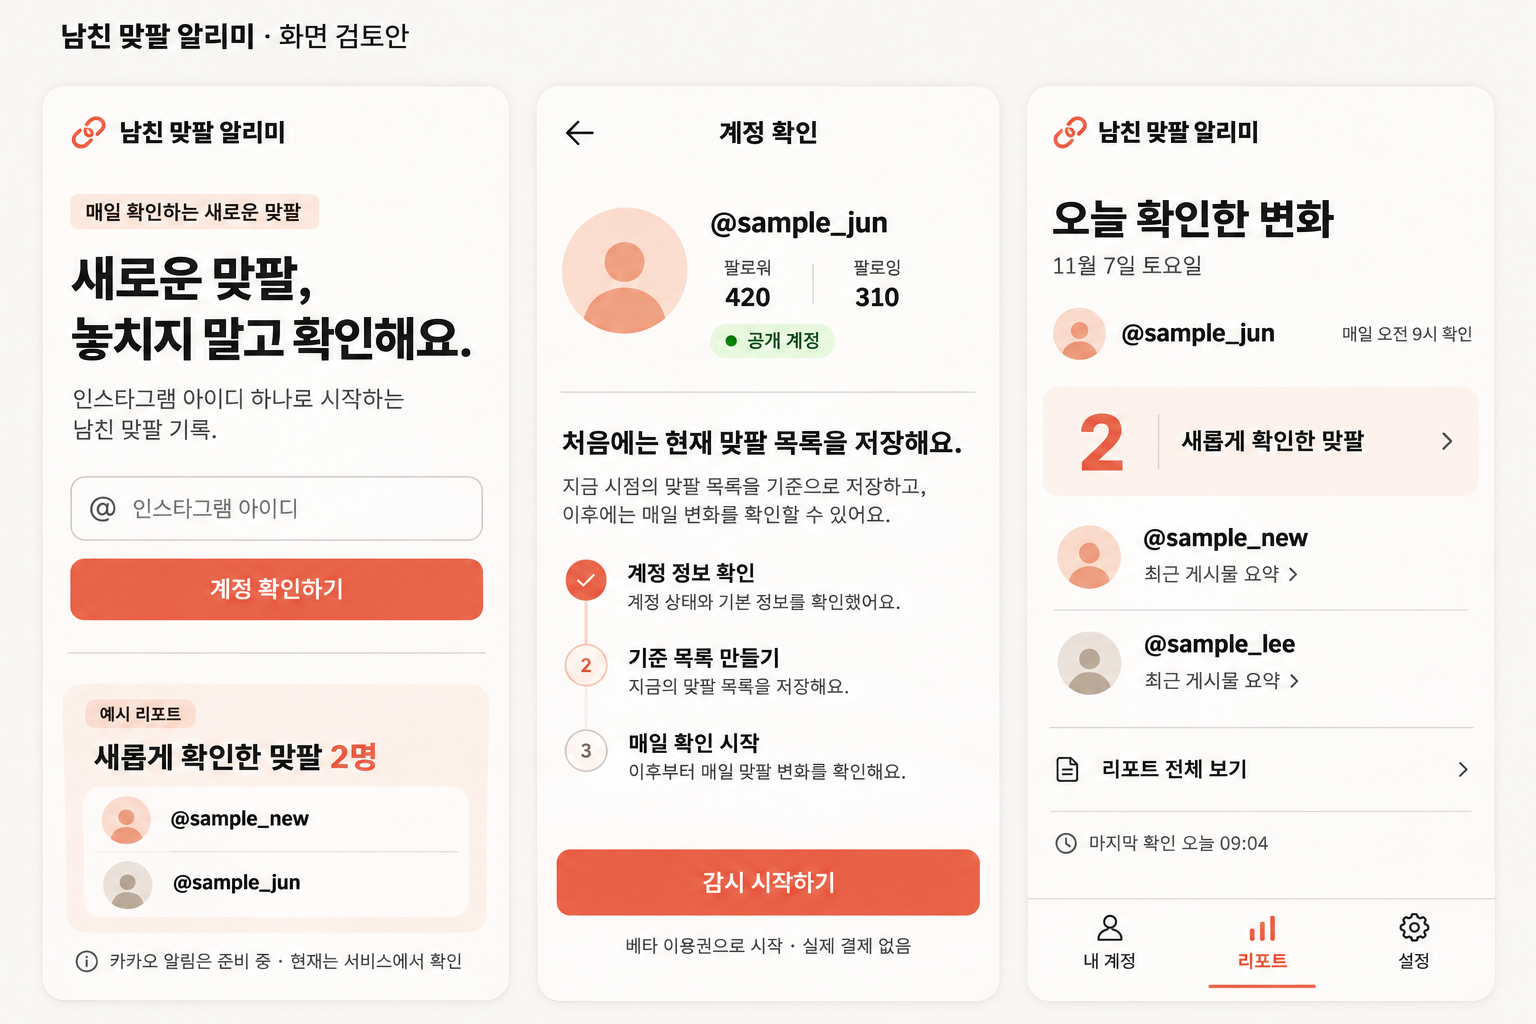 남친 맞팔 알리미 · 화면 검토안
남친 맞팔 알리미
매일 확인하는 새로운 맞팔
새로운 맞팔,
놓치지 말고 확인해요.
인스타그램 아이디 하나로 시작하는
남친 맞팔 기록.
@ 인스타그램 아이디
계정 확인하기
예시 리포트
새롭게 확인한 맞팔 2명
@sample_new
@sample_jun
카카오 알림은 준비 중 · 현재는 서비스에서 확인
계정 확인
@sample_jun
팔로워 팔로잉
420 310
공개 계정
처음에는 현재 맞팔 목록을 저장해요.
지금 시점의 맞팔 목록을 기준으로 저장하고,
이후에는 매일 변화를 확인할 수 있어요.
계정 정보 확인
계정 상태와 기본 정보를 확인했어요.
2 기준 목록 만들기
지금의 맞팔 목록을 저장해요.
3 매일 확인 시작
이후부터 매일 맞팔 변화를 확인해요.
감시 시작하기
베타 이용권으로 시작 · 실제 결제 없음
남친 맞팔 알리미
오늘 확인한 변화
11월 7일 토요일
@sample_jun 매일 오전 9시 확인
2 새롭게 확인한 맞팔
@sample_new
최근 게시물 요약
@sample_lee
최근 게시물 요약
리포트 전체 보기
마지막 확인 오늘 09:04
내 계정 리포트 설정